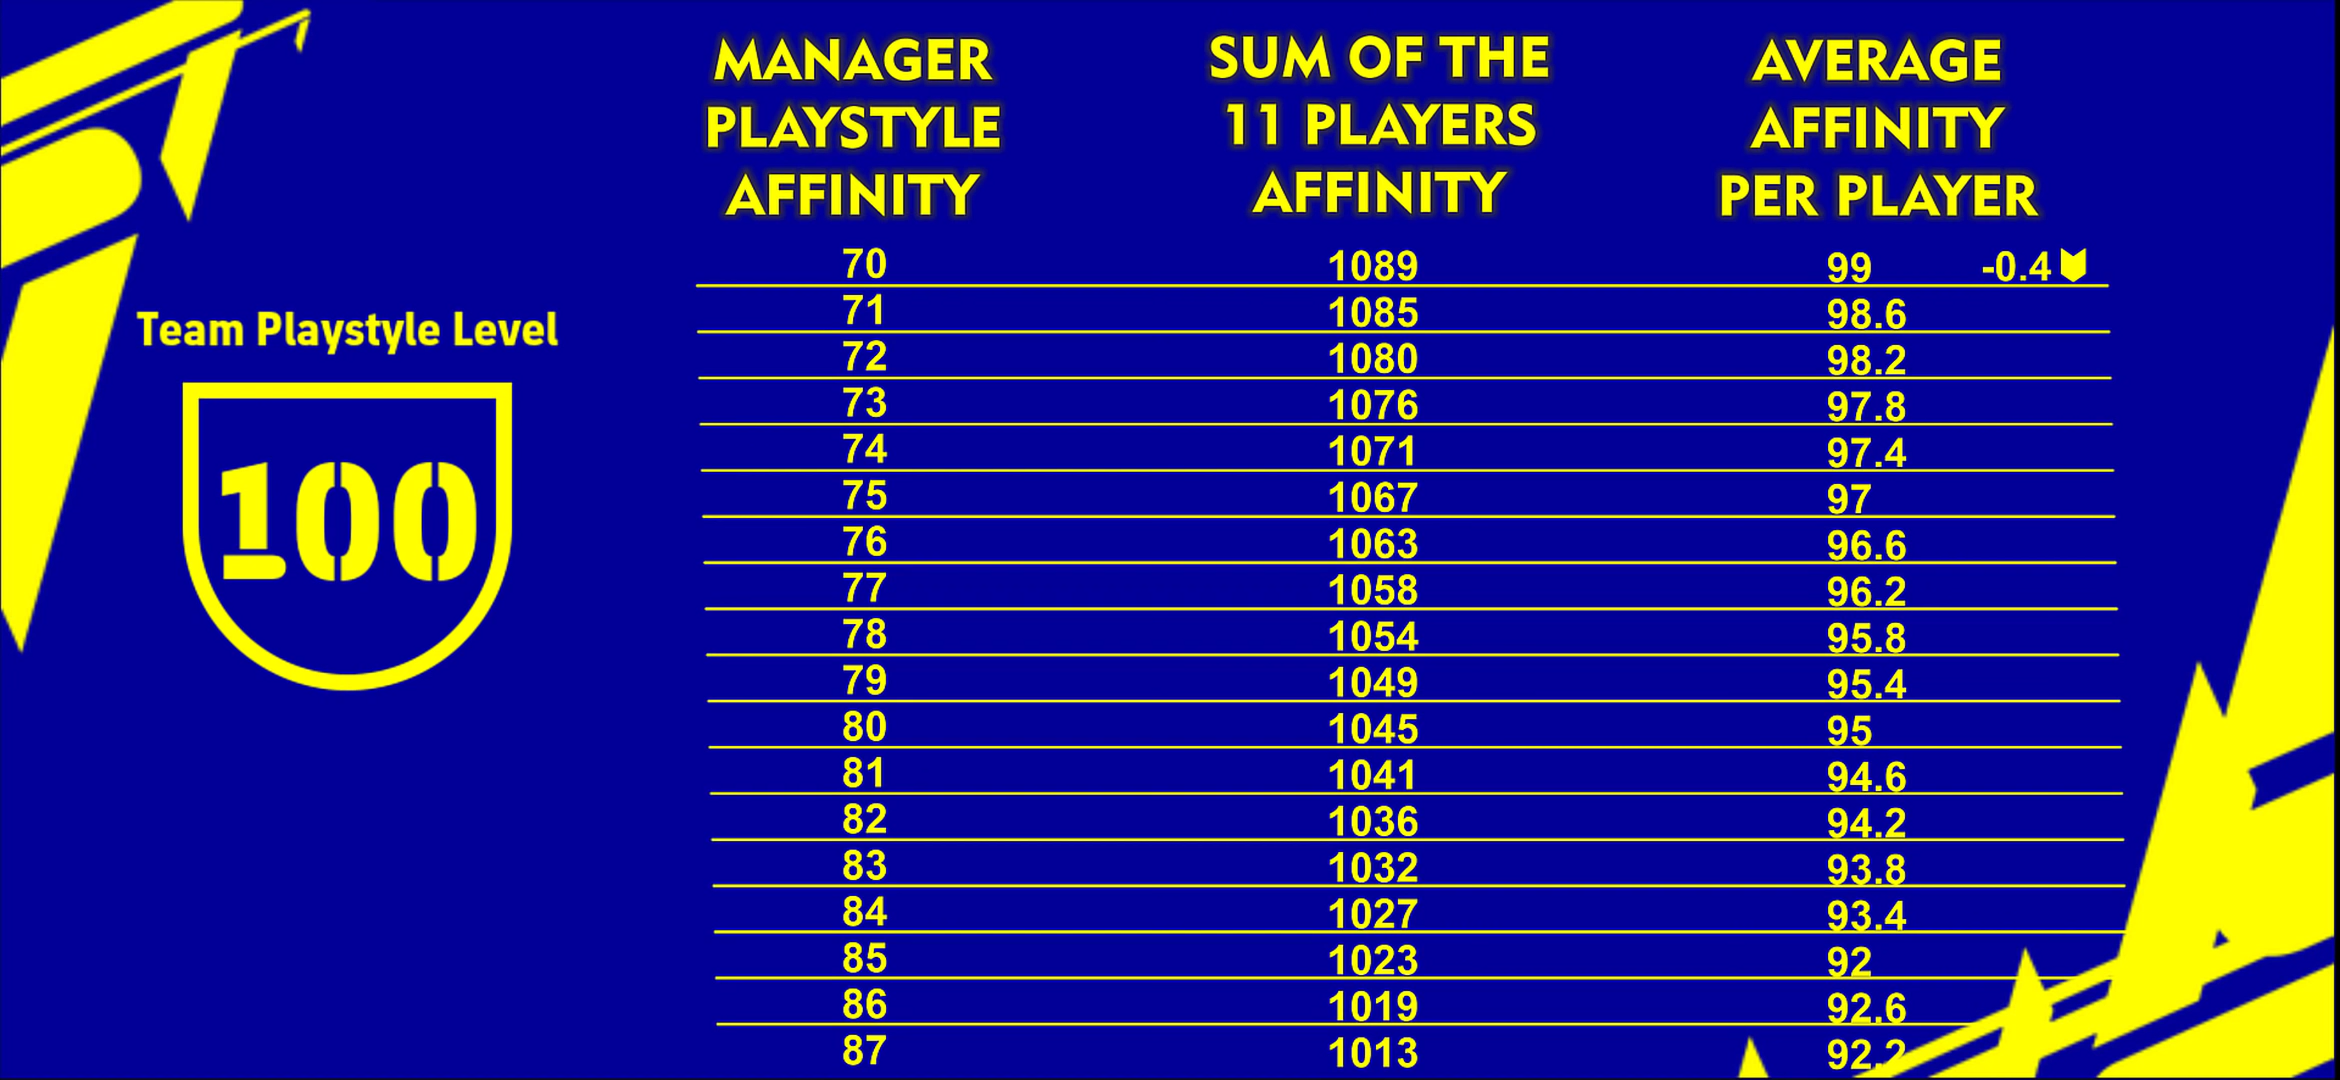 MANAGER
PLAYSTYLE
AFFINITY
SUM OF THE
11 PLAYERS
AFFINITY
AVERAGE
AFFINITY
PER PLAYER
Team Playstyle Level
100
70 1089 99 -0.4
71 1085 98.6
72 1080 98.2
73 1076 97.8
74 1071 97.4
75 1067 97
76 1063 96.6
77 1058 96.2
78 1054 95.8
79 1049 95.4
80 1045 95
81 1041 94.6
82 1036 94.2
83 1032 93.8
84 1027 93.4
85 1023 92
86 1019 92.6
87 1013 92.2